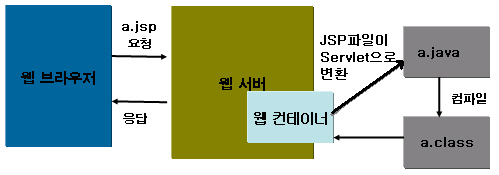 웹 브라우저
a.jsp
요청
응답
웹 서버
웹 컨테이너
JSP파일이
Servlet으로
변환
a.java
컴파일
a.class